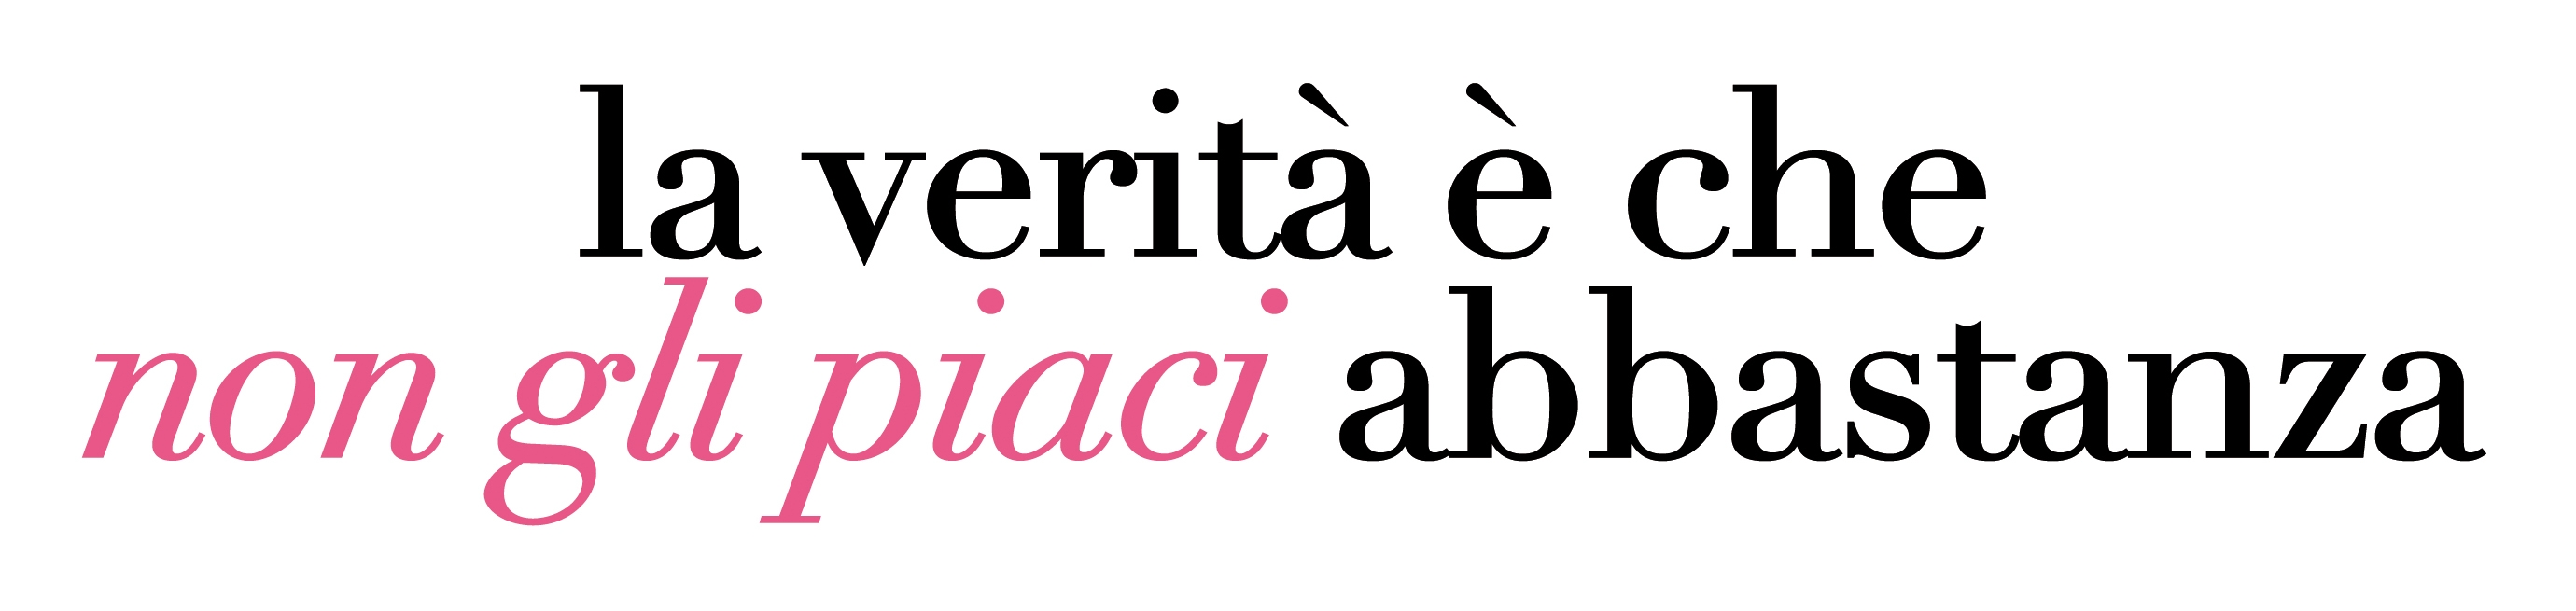 la verità è che
non gli piaci abbastanza